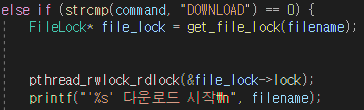 else if (strcmp(command, "DOWNLOAD") == 0) {
FileLock* file_lock = get_file_lock(filename);
pthread_rwlock_rdlock(&file_lock->lock);
printf("'%s' 다운로드 시작₩n", filename);